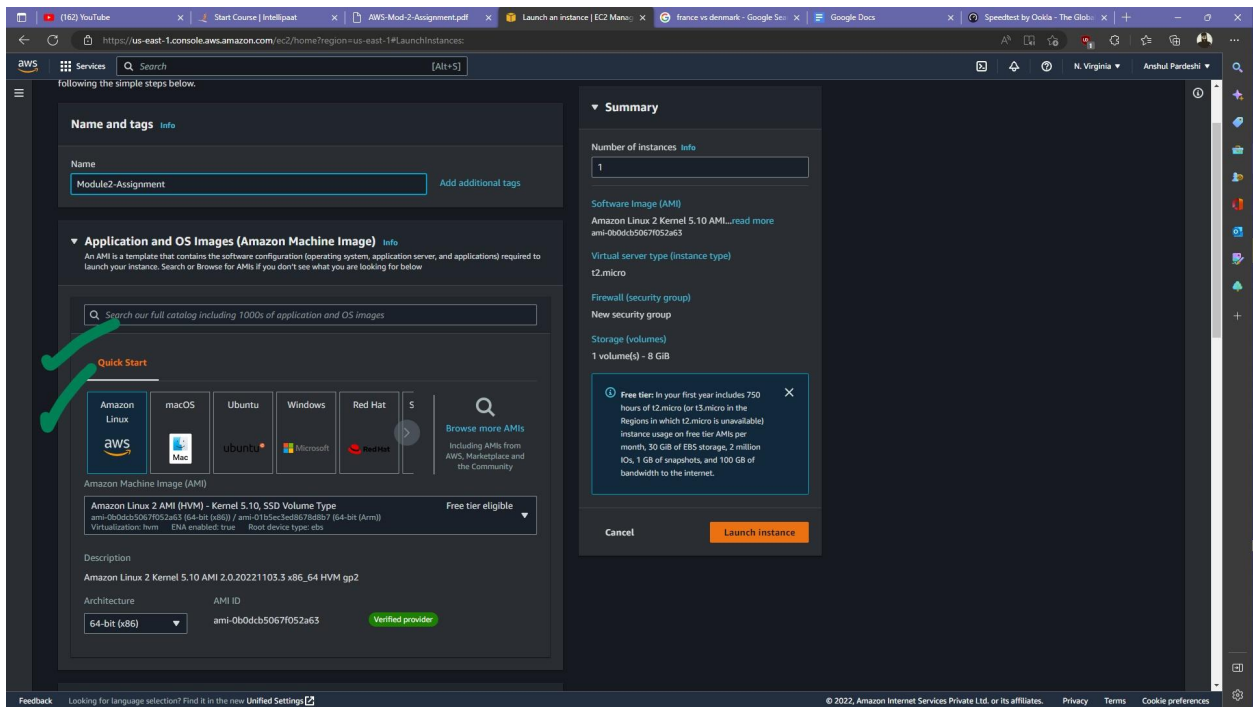 (162) YouTube
Start Course | Intellipaat
AWS-Mod-2-Assignment.pdf
Launch an instance | EC2 Manag
france vs denmark - Google Sea
Google Docs
Speedtest by Ookla - The Globa
https://us-east-1.console.aws.amazon.com/ec2/home?region=us-east-1#LaunchInstances:
aws
Services
Search
[Alt+S]
N. Virginia ▼
Anshul Pardeshi ▼
following the simple steps below.
Name and tags Info
Name
Module2-Assignment
Add additional tags
▼ Application and OS Images (Amazon Machine Image) Info
An AMI is a template that contains the software configuration (operating system, application server, and applications) required to
launch your instance. Search or Browse for AMIs if you don't see what you are looking for below
Search our full catalog including 1000s of application and OS images
Quick Start
Amazon
Linux
aws
macOS
Mac
Ubuntu
ubuntu
Windows
Microsoft
Red Hat
Red Hat
S
Browse more AMIs
Including AMIs from
AWS, Marketplace and
the Community
Amazon Machine Image (AMI)
Amazon Linux 2 AMI (HVM) - Kernel 5.10, SSD Volume Type
Free tier eligible
ami-0b0dcb5067f052a63 (64-bit (x86)) / ami-01b5ec3ed8678d8b7 (64-bit (Arm))
Virtualization: hvm ENA enabled: true Root device type: ebs
Description
Amazon Linux 2 Kernel 5.10 AMI 2.0.20221103.3 x86_64 HVM gp2
Architecture
AMI ID
64-bit (x86)
ami-0b0dcb5067f052a63
Verified provider
▼ Summary
Number of instances Info
1
Software Image (AMI)
Amazon Linux 2 Kernel 5.10 AMI...read more
ami-0b0dcb5067f052a63
Virtual server type (instance type)
t2.micro
Firewall (security group)
New security group
Storage (volumes)
1 volume(s) - 8 GiB
Free tier: In your first year includes 750
hours of t2.micro (or t3.micro in the
Regions in which t2.micro is unavailable)
instance usage on free tier AMIs per
month, 30 GiB of EBS storage, 2 million
IOs, 1 GB of snapshots, and 100 GB of
bandwidth to the internet.
Cancel
Launch instance
Feedback
Looking for language selection? Find it in the new Unified Settings
© 2022, Amazon Internet Services Private Ltd. or its affiliates.
Privacy
Terms
Cookie preferences